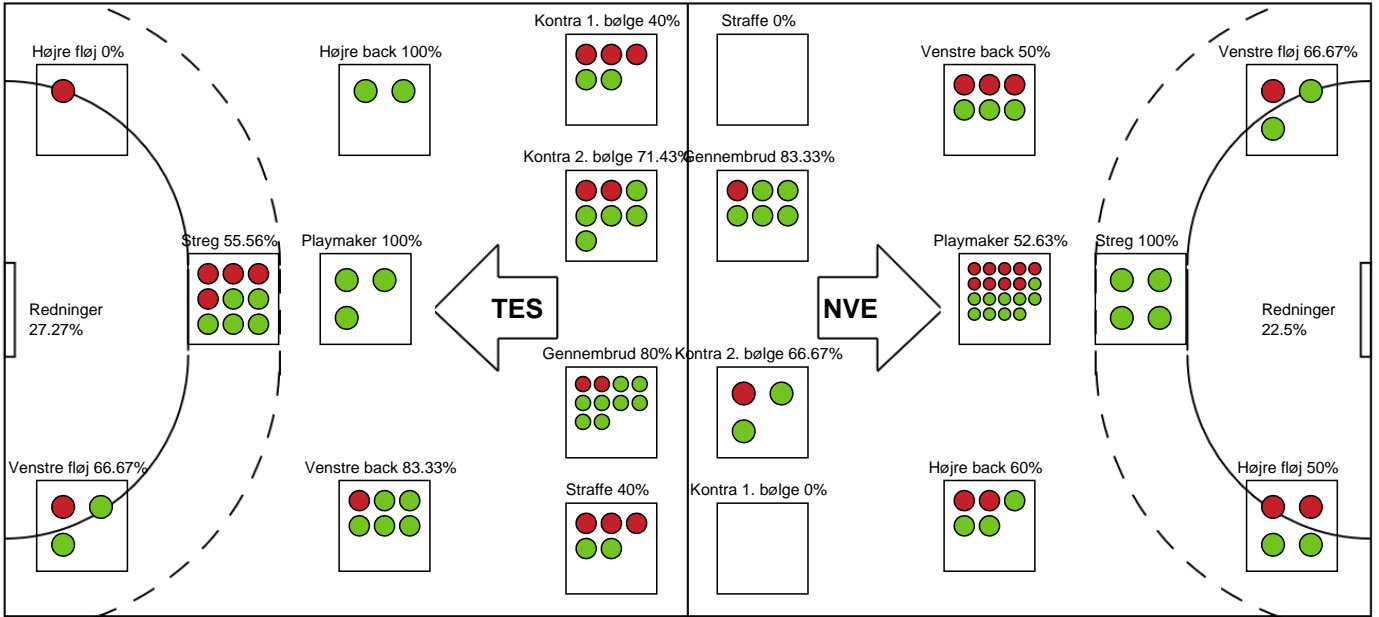 Kontra 1. bølge 40%
Straffe 0%
Højre fløj 0%
Højre back 100%
Venstre back 50%
Venstre fløj 66.67%
Kontra 2. bølge 71.43%
Gennembrud 83.33%
Streg 55.56%
Playmaker 100%
Playmaker 52.63%
Streg 100%
Redninger
27.27%
TES
NVE
Redninger
22.5%
Gennembrud 80%
Kontra 2. bølge 66.67%
Venstre fløj 66.67%
Venstre back 83.33%
Straffe 40%
Kontra 1. bølge 0%
Højre back 60%
Højre fløj 50%